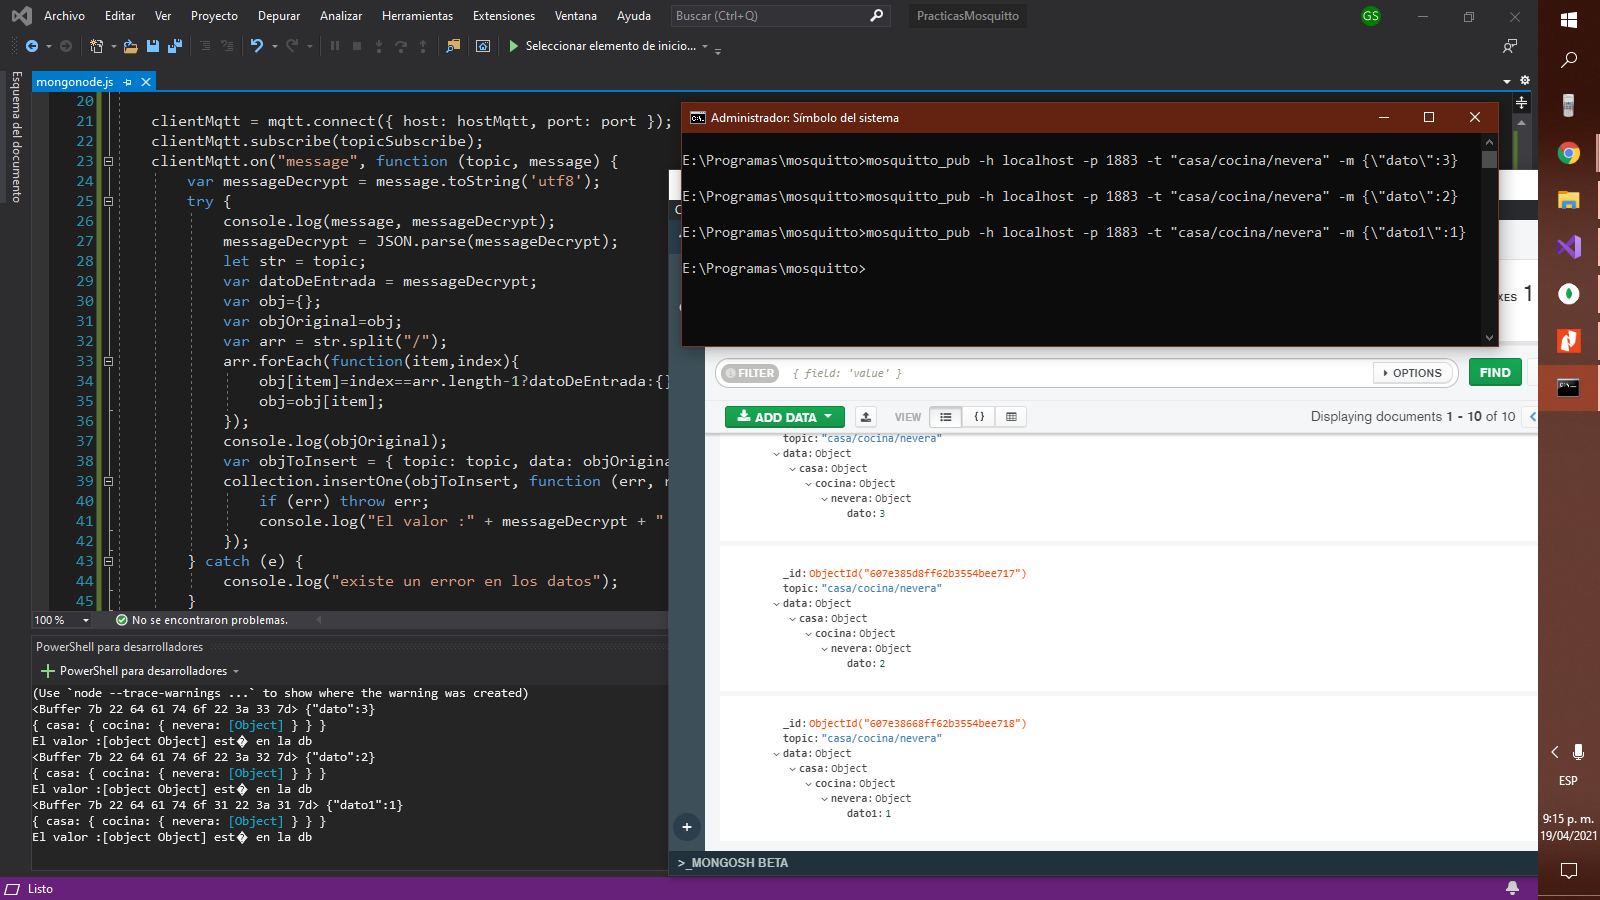 Archivo Editar Ver Proyecto Depurar Analizar Herramientas Extensiones Ventana Ayuda Buscar (Ctrl+Q) PracticasMosquitto GS
Seleccionar elemento de inicio...
Esquema del documento
mongonode.js
20
21 clientMqtt = mqtt.connect({ host: hostMqtt, port: port });
22 clientMqtt.subscribe(topicSubscribe);
23 clientMqtt.on("message", function (topic, message) {
24 var messageDecrypt = message.toString('utf8');
25 try {
26 console.log(message, messageDecrypt);
27 messageDecrypt = JSON.parse(messageDecrypt);
28 let str = topic;
29 var datoDeEntrada = messageDecrypt;
30 var obj={};
31 var objOriginal=obj;
32 var arr = str.split("/");
33 arr.forEach(function(item,index){
34 obj[item]=index==arr.length-1?datoDeEntrada:{}
35 obj=obj[item];
36 });
37 console.log(objOriginal);
38 var objToInsert = { topic: topic, data: objOrigina
39 collection.insertOne(objToInsert, function (err, r
40 if (err) throw err;
41 console.log("El valor :" + messageDecrypt + "
42 });
43 } catch (e) {
44 console.log("existe un error en los datos");
45 }
100 % No se encontraron problemas.
PowerShell para desarrolladores
PowerShell para desarrolladores
(Use `node --trace-warnings ...` to show where the warning was created)
<Buffer 7b 22 64 61 74 6f 22 3a 33 7d> {"dato":3}
{ casa: { cocina: { nevera: [Object] } } }
El valor :[object Object] est� en la db
<Buffer 7b 22 64 61 74 6f 22 3a 32 7d> {"dato":2}
{ casa: { cocina: { nevera: [Object] } } }
El valor :[object Object] est� en la db
<Buffer 7b 22 64 61 74 6f 31 22 3a 31 7d> {"dato1":1}
{ casa: { cocina: { nevera: [Object] } } }
El valor :[object Object] est� en la db
Listo
Administrador: Símbolo del sistema
E:\Programas\mosquitto>mosquitto_pub -h localhost -p 1883 -t "casa/cocina/nevera" -m {\"dato\":3}
E:\Programas\mosquitto>mosquitto_pub -h localhost -p 1883 -t "casa/cocina/nevera" -m {\"dato\":2}
E:\Programas\mosquitto>mosquitto_pub -h localhost -p 1883 -t "casa/cocina/nevera" -m {\"dato1\":1}
E:\Programas\mosquitto>
XES 1
FILTER { field: 'value' } OPTIONS FIND
ADD DATA VIEW {} Displaying documents 1 - 10 of 10
topic: "casa/cocina/nevera"
data: Object
casa: Object
cocina: Object
nevera: Object
dato: 3
_id: ObjectId("607e385d8ff62b3554bee717")
topic: "casa/cocina/nevera"
data: Object
casa: Object
cocina: Object
nevera: Object
dato: 2
_id: ObjectId("607e38668ff62b3554bee718")
topic: "casa/cocina/nevera"
data: Object
casa: Object
cocina: Object
nevera: Object
dato1: 1
>_MONGOSH BETA
ESP
9:15 p. m.
19/04/2021